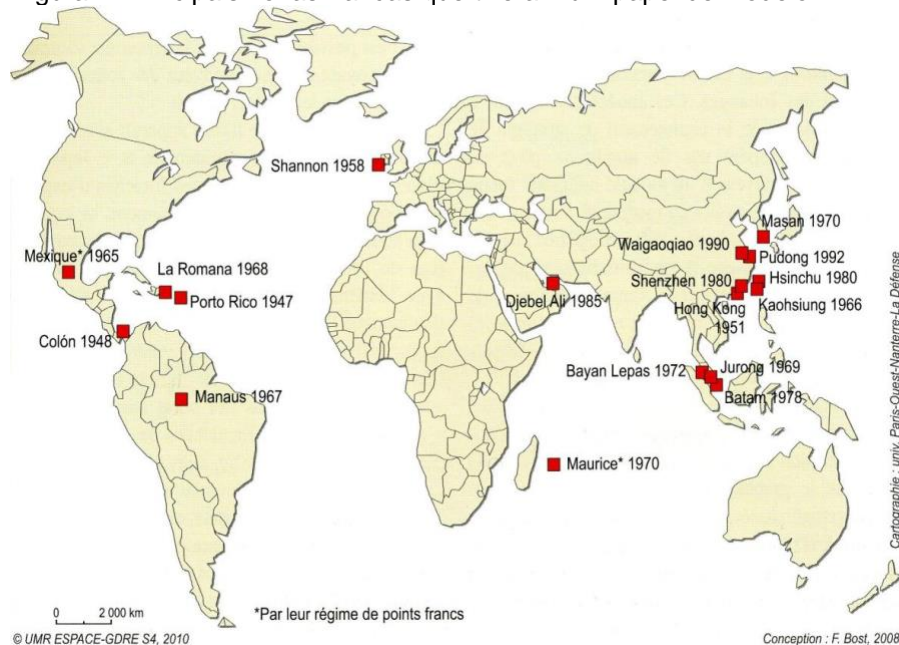 Shannon 1958
Masan 1970
Waigaoqiao 1990
Pudong 1992
Mexique* 1965
La Romana 1968
Shenzhen 1980
Hsinchu 1980
Djebel Ali 1985
Porto Rico 1947
Hong Kong
1951
Kaohsiung 1966
Colón 1948
Bayan Lepas 1972
Jurong 1969
Manaus 1967
Batam 1978
Maurice* 1970
Cartographie : univ. Paris-Ouest-Nanterre-La Défense
0 2 000 km
*Par leur régime de points francs
© UMR ESPACE-GDRE S4, 2010
Conception : F. Bost, 2008